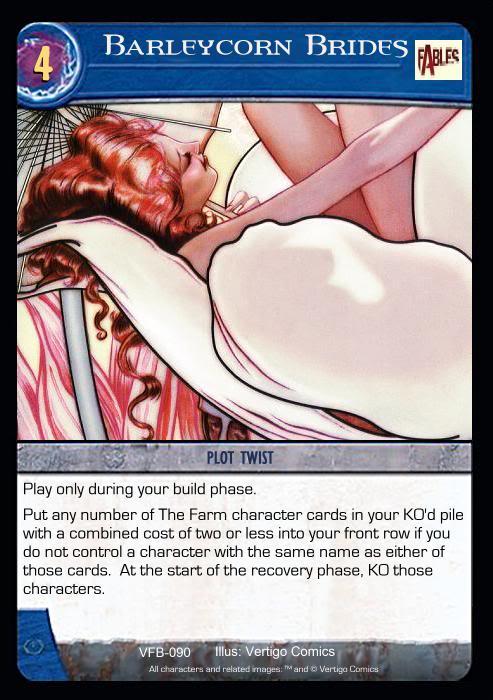 4
Barleycorn Brides
FABLES
PLOT TWIST
Play only during your build phase.
Put any number of The Farm character cards in your KO'd pile
with a combined cost of two or less into your front row if you
do not control a character with the same name as either of
those cards. At the start of the recovery phase, KO those
characters.
VFB-090 Illus: Vertigo Comics
All characters and related images: ™ and © Vertigo Comics